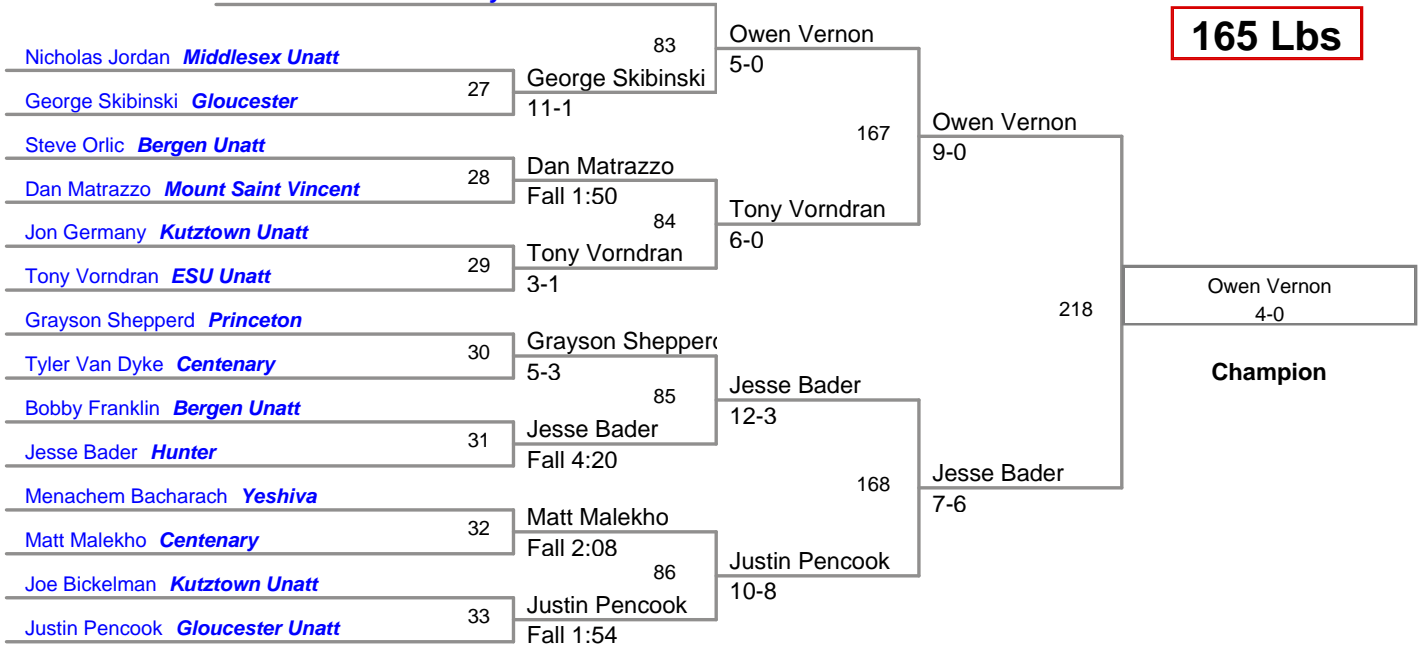 165 Lbs
Nicholas Jordan Middlesex Unatt
George Skibinski Gloucester
Steve Orlic Bergen Unatt
Dan Matrazzo Mount Saint Vincent
Jon Germany Kutztown Unatt
Tony Vorndran ESU Unatt
Grayson Shepperd Princeton
Tyler Van Dyke Centenary
Bobby Franklin Bergen Unatt
Jesse Bader Hunter
Menachem Bacharach Yeshiva
Matt Malekho Centenary
Joe Bickelman Kutztown Unatt
Justin Pencook Gloucester Unatt
27
28
29
30
31
32
33
George Skibinski
11-1
Dan Matrazzo
Fall 1:50
Tony Vorndran
3-1
Grayson Shepperd
5-3
Jesse Bader
Fall 4:20
Matt Malekho
Fall 2:08
Justin Pencook
Fall 1:54
83
84
85
86
Owen Vernon
5-0
Tony Vorndran
6-0
Jesse Bader
12-3
Justin Pencook
10-8
167
168
Owen Vernon
9-0
Jesse Bader
7-6
218
Owen Vernon
4-0
Champion